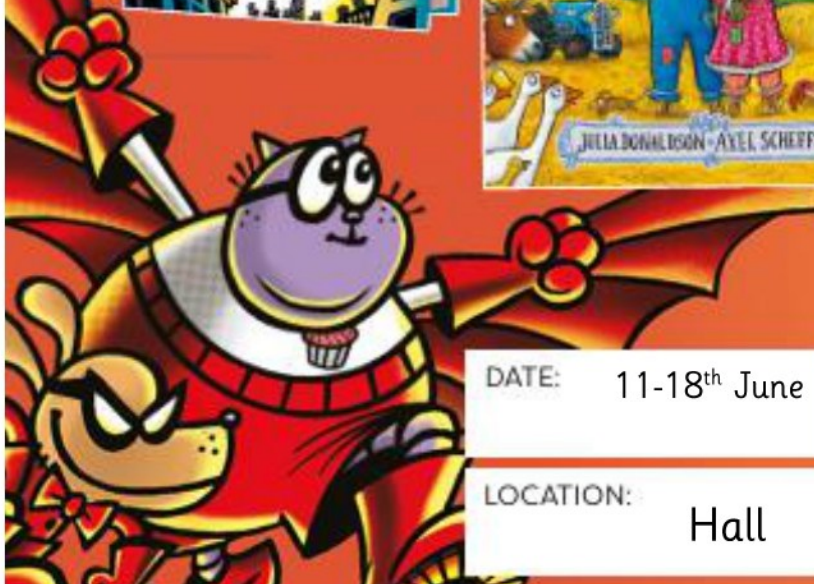 JULIA DONALDSON · AXEL SCHEFF
DATE: 11-18th June
LOCATION: Hall